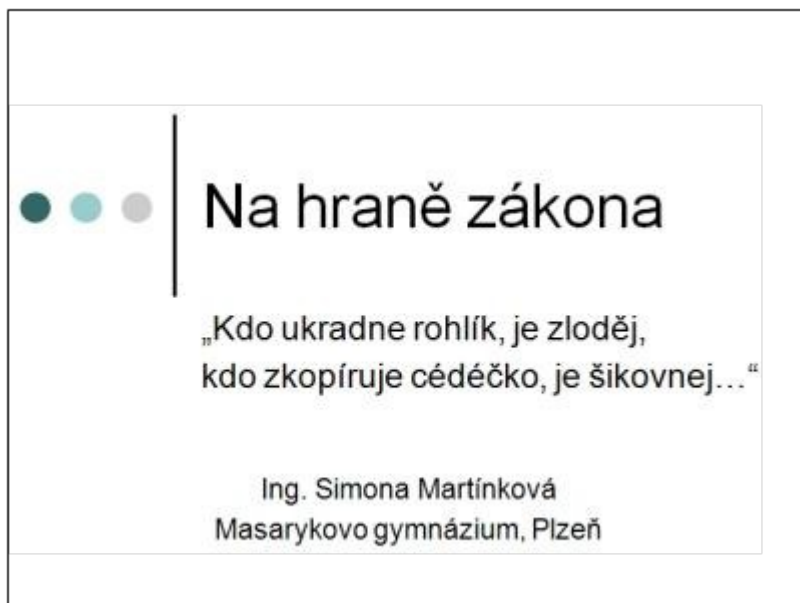 Na hraně zákona
„Kdo ukradne rohlík, je zloděj,
kdo zkopíruje cédéčko, je šikovnej…“
Ing. Simona Martínková
Masarykovo gymnázium, Plzeň